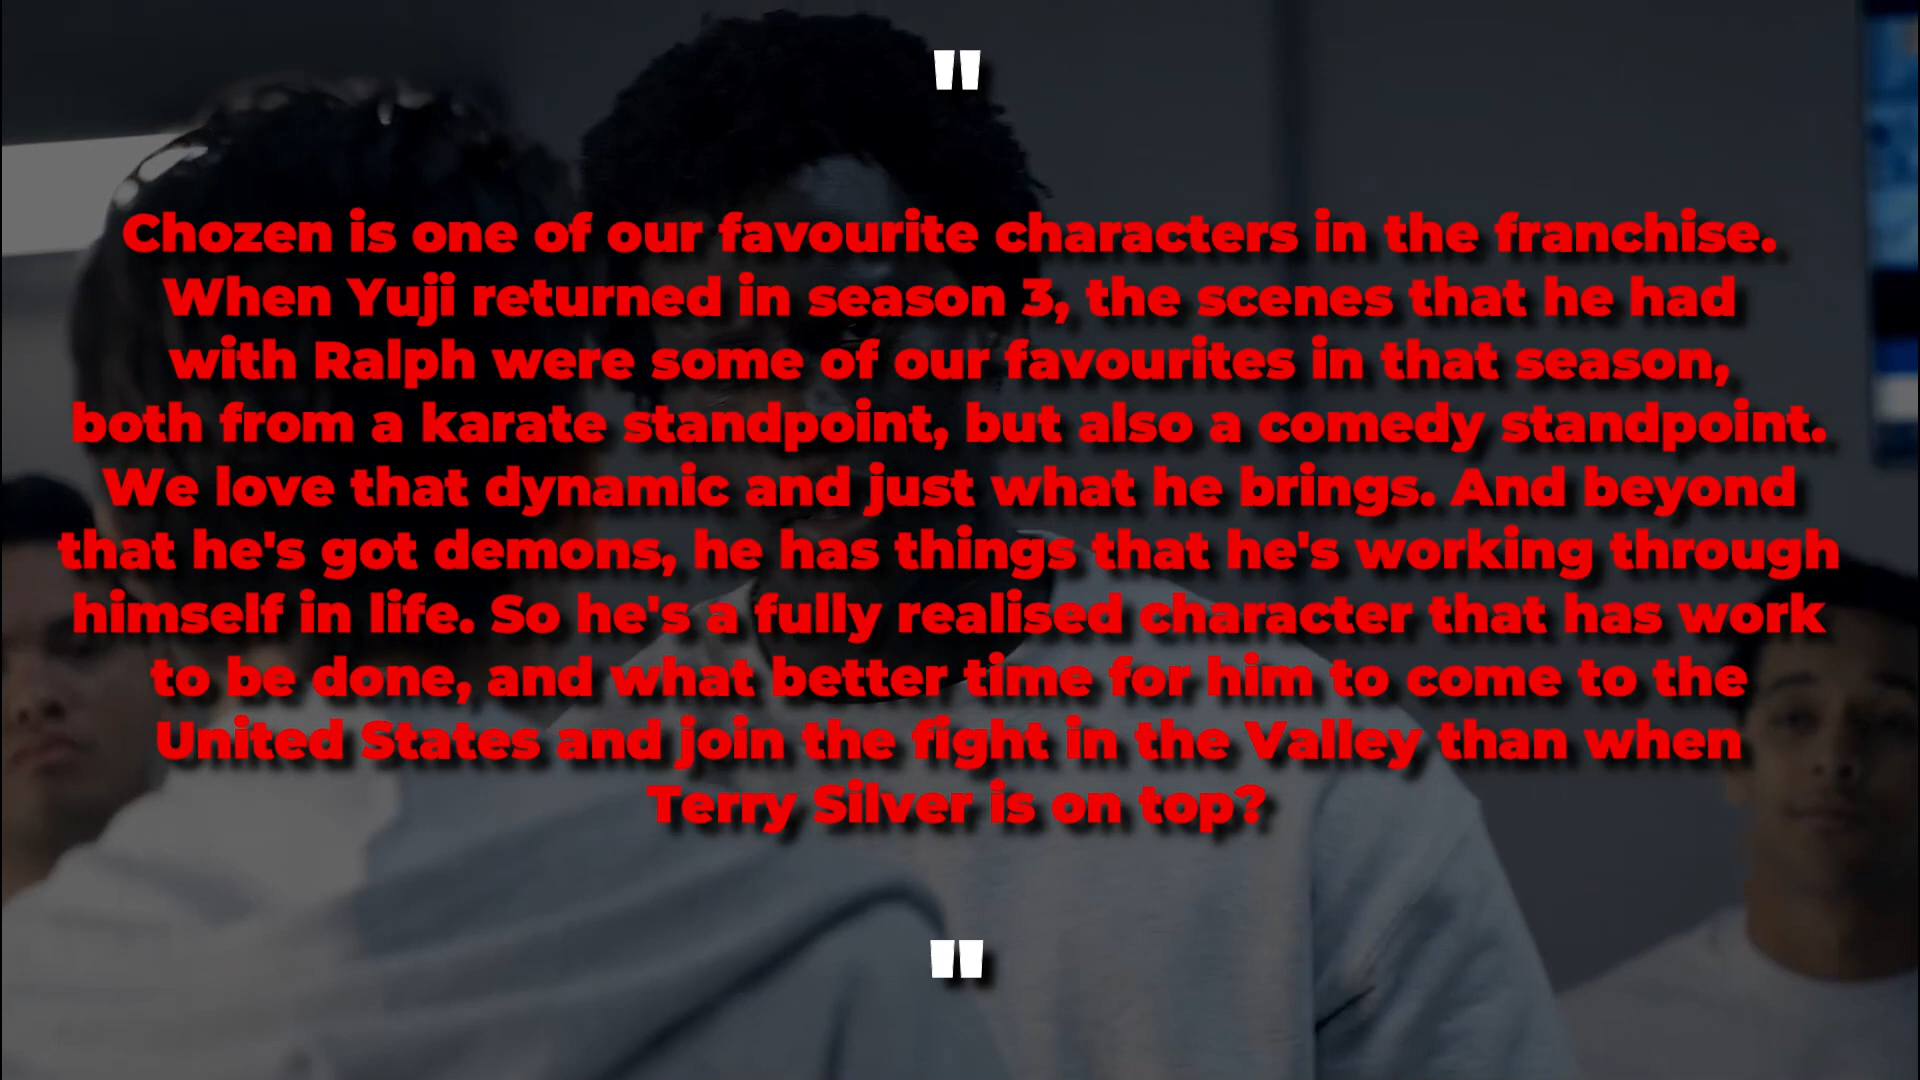 "
Chozen is one of our favourite characters in the franchise.
When Yuji returned in season 3, the scenes that he had
with Ralph were some of our favourites in that season,
both from a karate standpoint, but also a comedy standpoint.
We love that dynamic and just what he brings. And beyond
that he's got demons, he has things that he's working through
himself in life. So he's a fully realised character that has work
to be done, and what better time for him to come to the
United States and join the fight in the Valley than when
Terry Silver is on top?
"